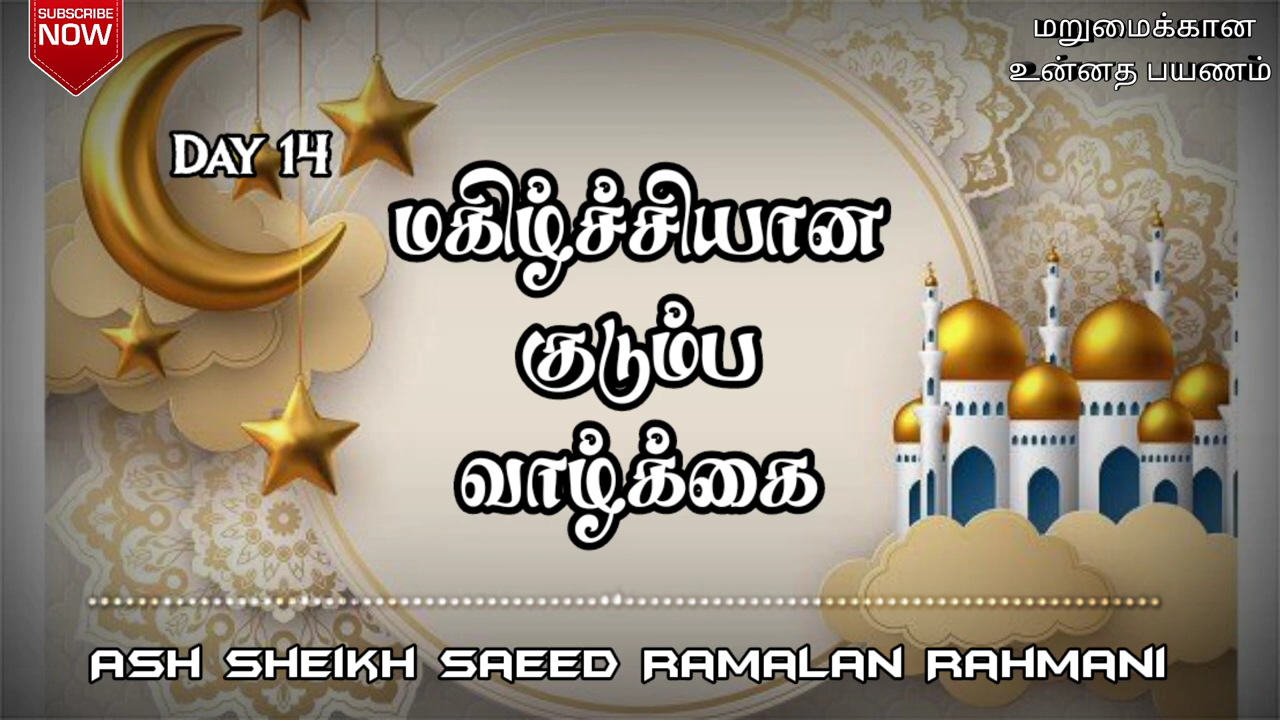 SUBSCRIBE
NOW
மறுமைக்கான
உன்னத பயணம்
DAY 14
மகிழ்ச்சியான
குடும்ப
வாழ்க்கை
ASH SHEIKH SAEED RAMALAN RAHMANI